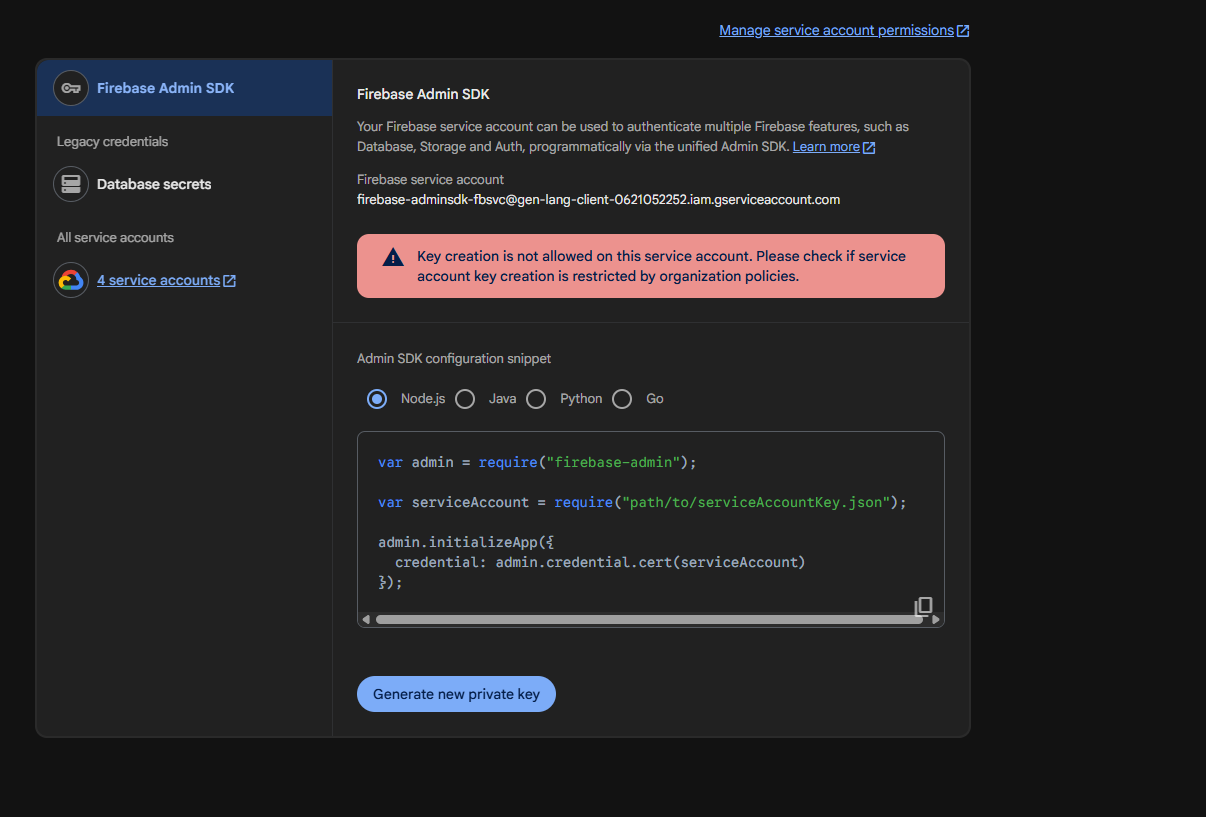 Manage service account permissions
Firebase Admin SDK
Legacy credentials
Database secrets
All service accounts
4 service accounts
Firebase Admin SDK
Your Firebase service account can be used to authenticate multiple Firebase features, such as
Database, Storage and Auth, programmatically via the unified Admin SDK. Learn more
Firebase service account
firebase-adminsdk-fbsvc@gen-lang-client-0621052252.iam.gserviceaccount.com
Key creation is not allowed on this service account. Please check if service
account key creation is restricted by organization policies.
Admin SDK configuration snippet
Node.js Java Python Go
var admin = require("firebase-admin");
var serviceAccount = require("path/to/serviceAccountKey.json");
admin.initializeApp({
  credential: admin.credential.cert(serviceAccount)
});
Generate new private key